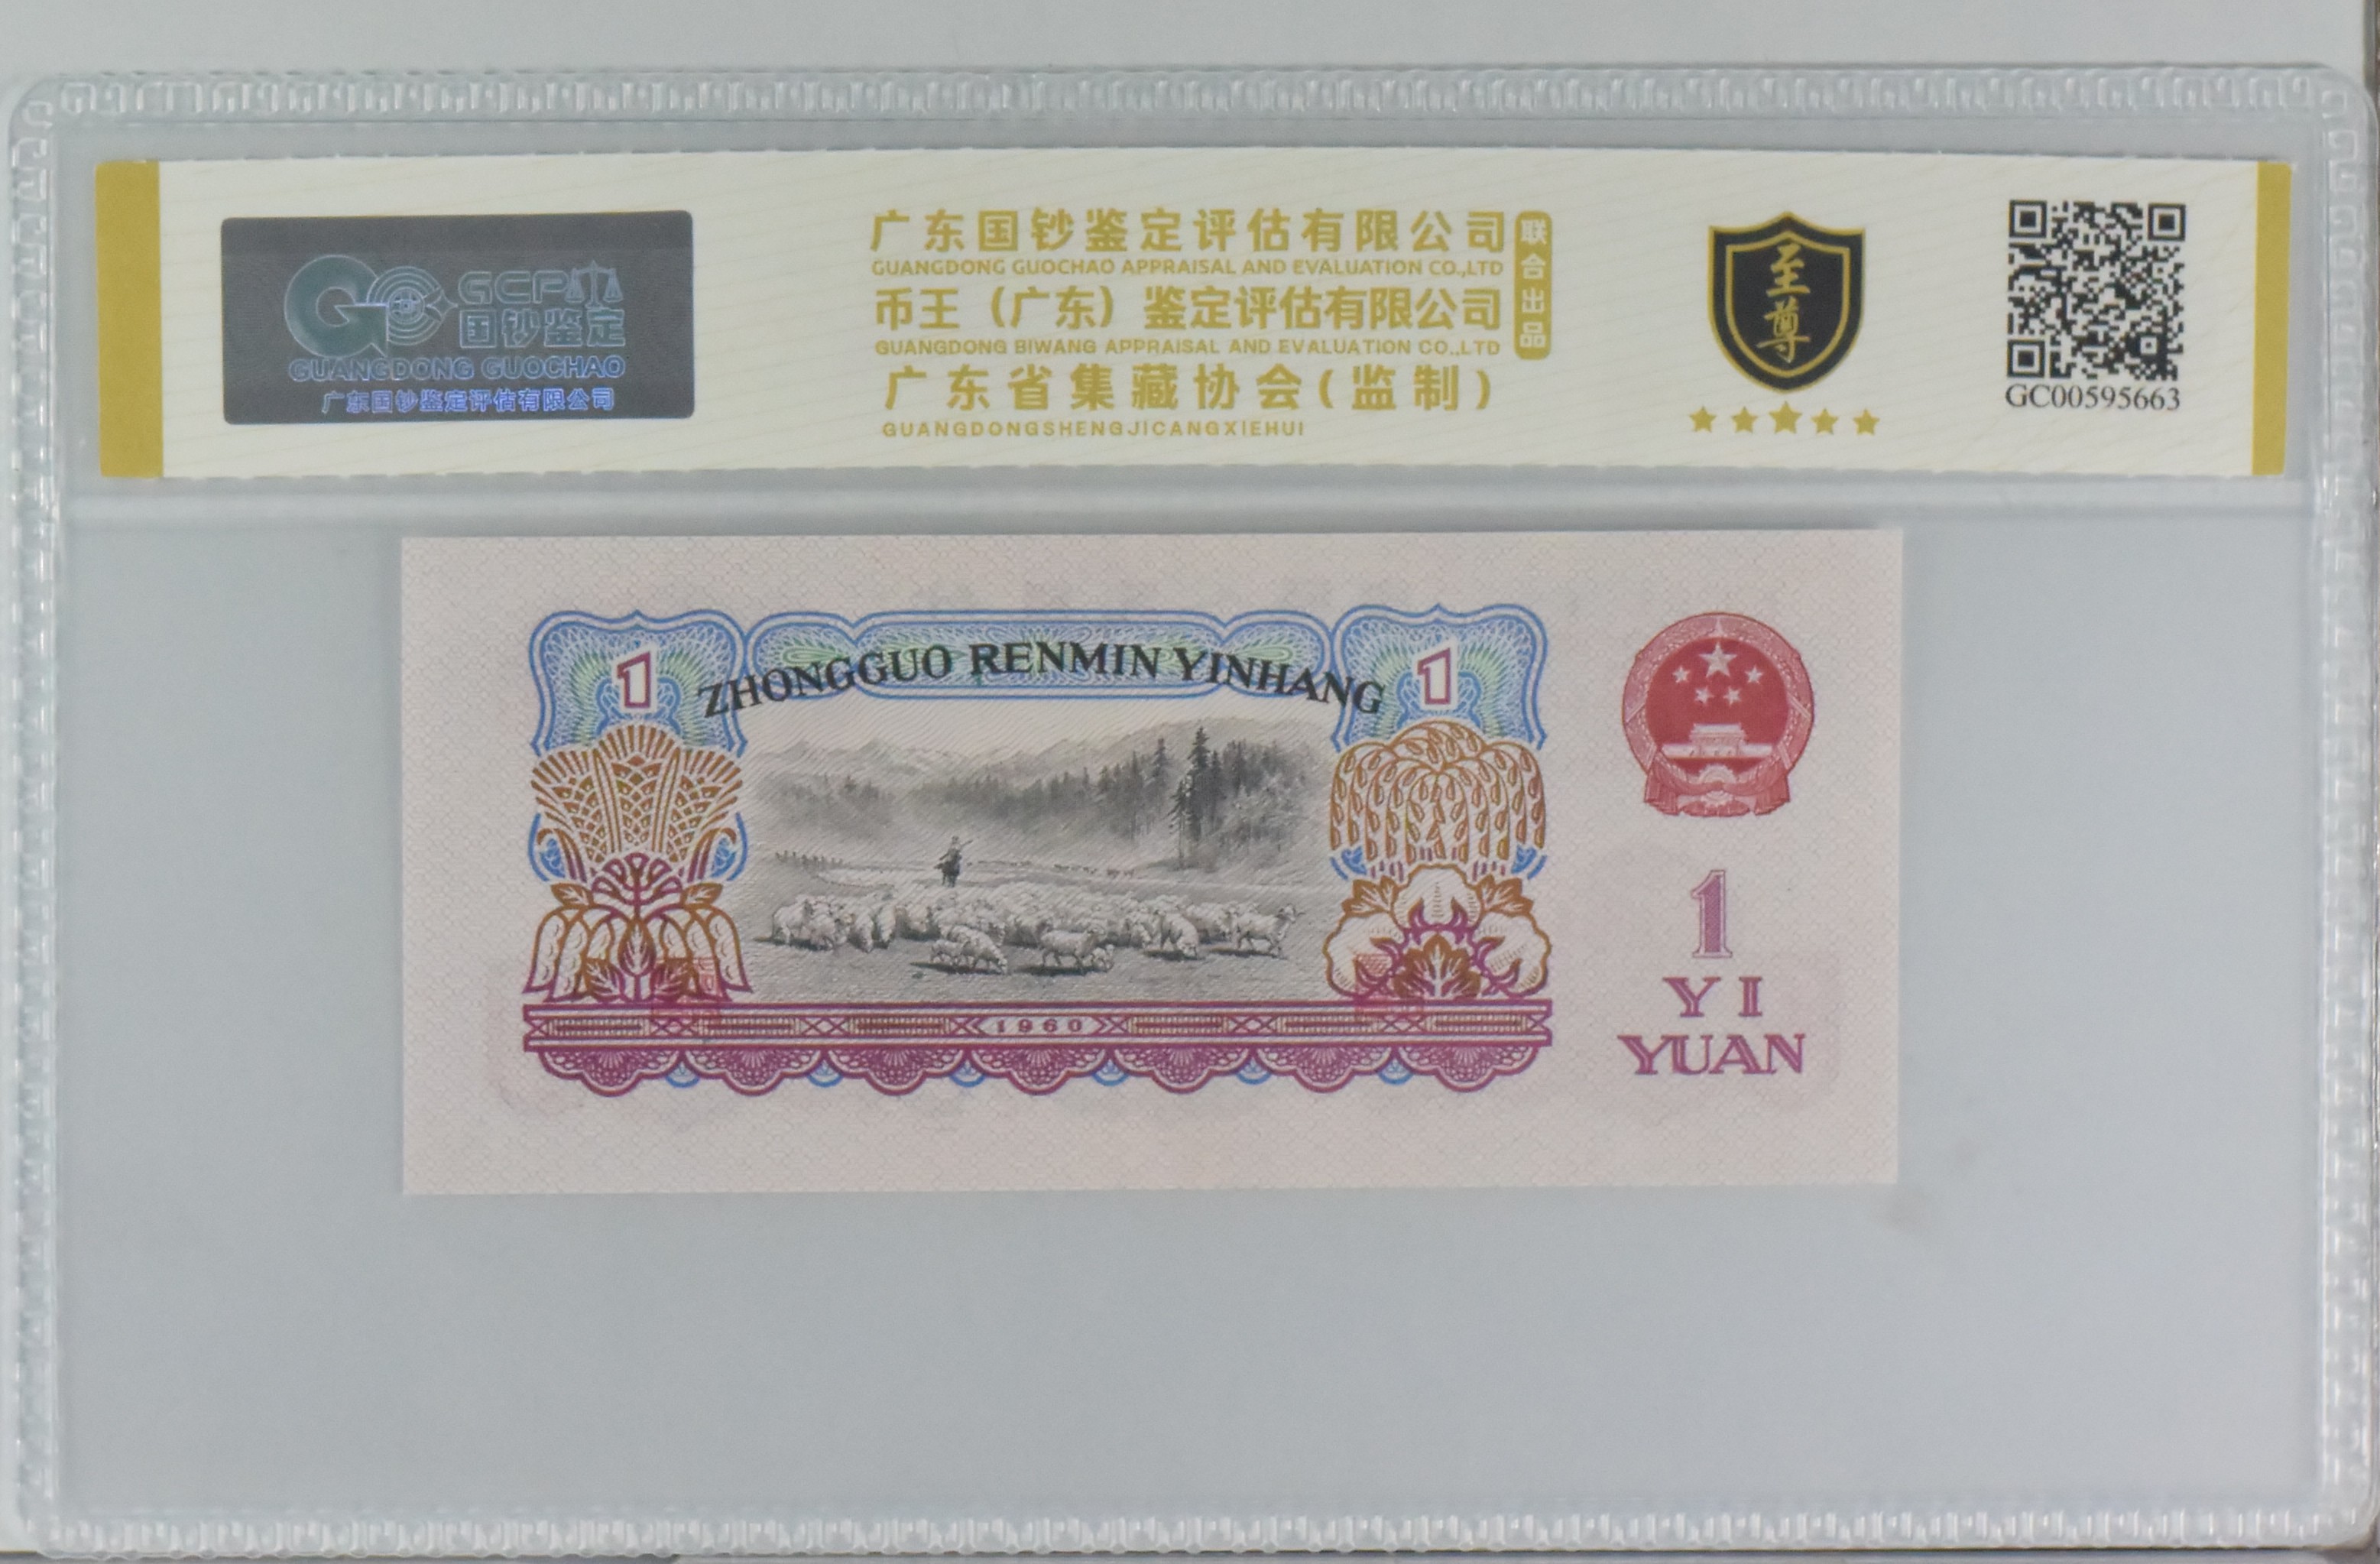 GCP
国钞鉴定
GUANGDONG GUOCHAO
广东国钞鉴定评估有限公司
广东国钞鉴定评估有限公司
GUANGDONG GUOCHAO APPRAISAL AND EVALUATION CO.,LTD
币王（广东）鉴定评估有限公司
GUANGDONG BIWANG APPRAISAL AND EVALUATION CO.,LTD
联合出品
广东省集藏协会(监制)
GUANGDONGSHENGJICANGXIEHUI
至尊
GC00595663
ZHONGGUO RENMIN YINHANG
1
1
1960
1
YI
YUAN